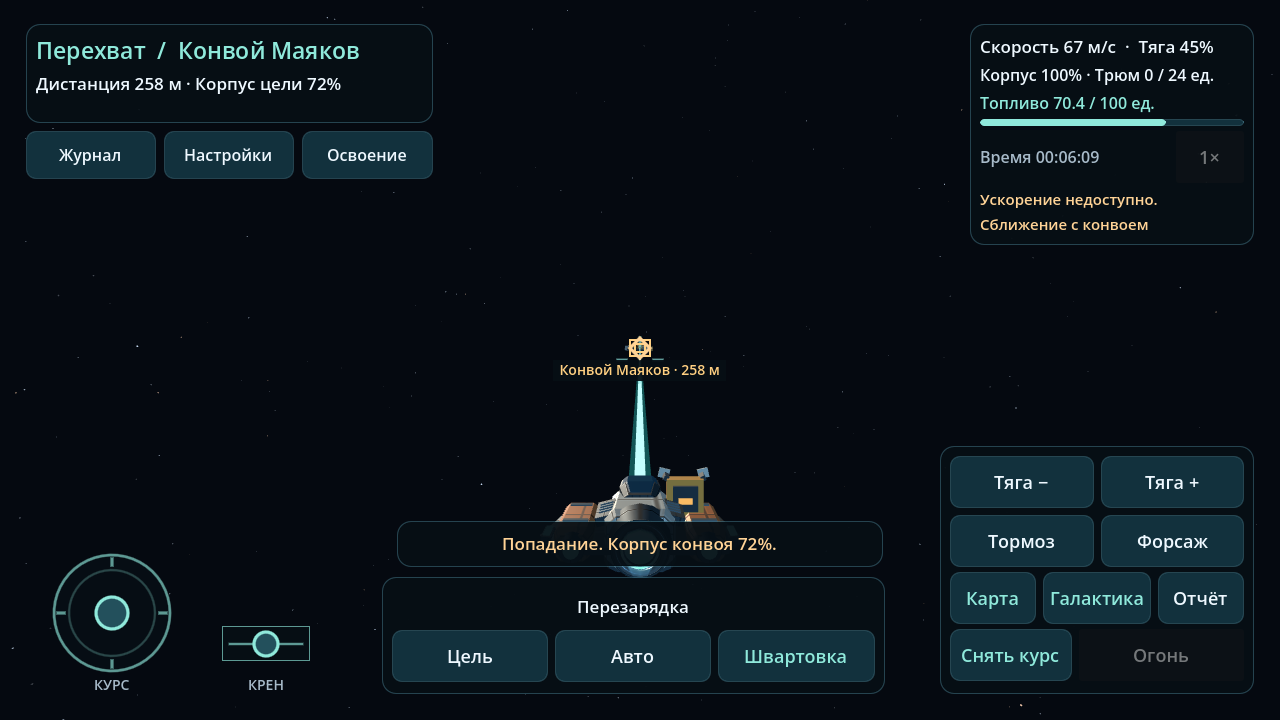 Перехват / Конвой Маяков
Дистанция 258 м · Корпус цели 72%
Журнал
Настройки
Освоение
Скорость 67 м/с · Тяга 45%
Корпус 100% · Трюм 0 / 24 ед.
Топливо 70.4 / 100 ед.
Время 00:06:09
1×
Ускорение недоступно.
Сближение с конвоем
Конвой Маяков · 258 м
Попадание. Корпус конвоя 72%.
Перезарядка
Цель
Авто
Швартовка
КУРС
КРЕН
Тяга −
Тяга +
Тормоз
Форсаж
Карта
Галактика
Отчёт
Снять курс
Огонь